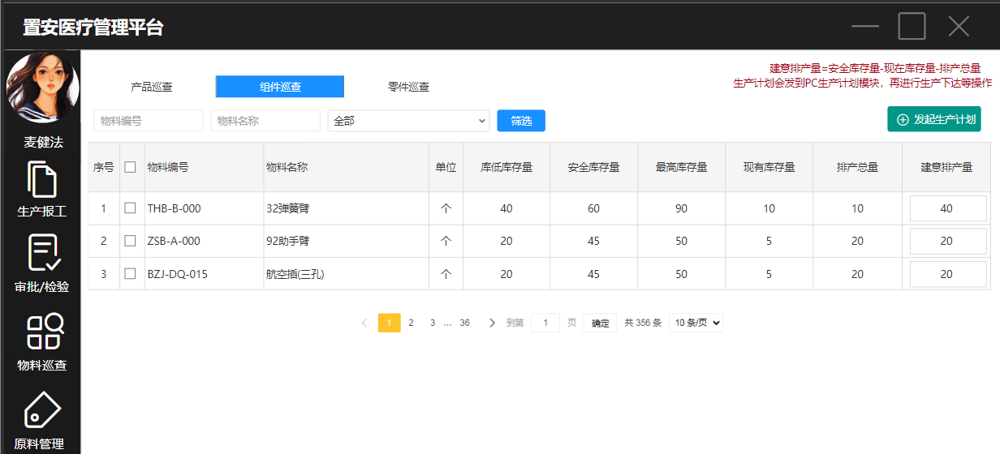 置安医疗管理平台
麦健法
生产报工
审批/检验
物料巡查
原料管理
产品巡查 组件巡查 零件巡查
建意排产量=安全库存量-现在库存量-排产总量
生产计划会发到PC生产计划模块，再进行生产下达等操作
物料编号 物料名称 全部 筛选 发起生产计划
序号 物料编号 物料名称 单位 库低库存量 安全库存量 最高库存量 现有库存量 排产总量 建意排产量
1 THB-B-000 32弹簧臂 个 40 60 90 10 10 40
2 ZSB-A-000 92助手臂 个 20 45 50 5 20 20
3 BZJ-DQ-015 航空插(三孔) 个 20 45 50 5 20 20
1 2 3 ... 36 到第 1 页 确定 共 356 条 10 条/页